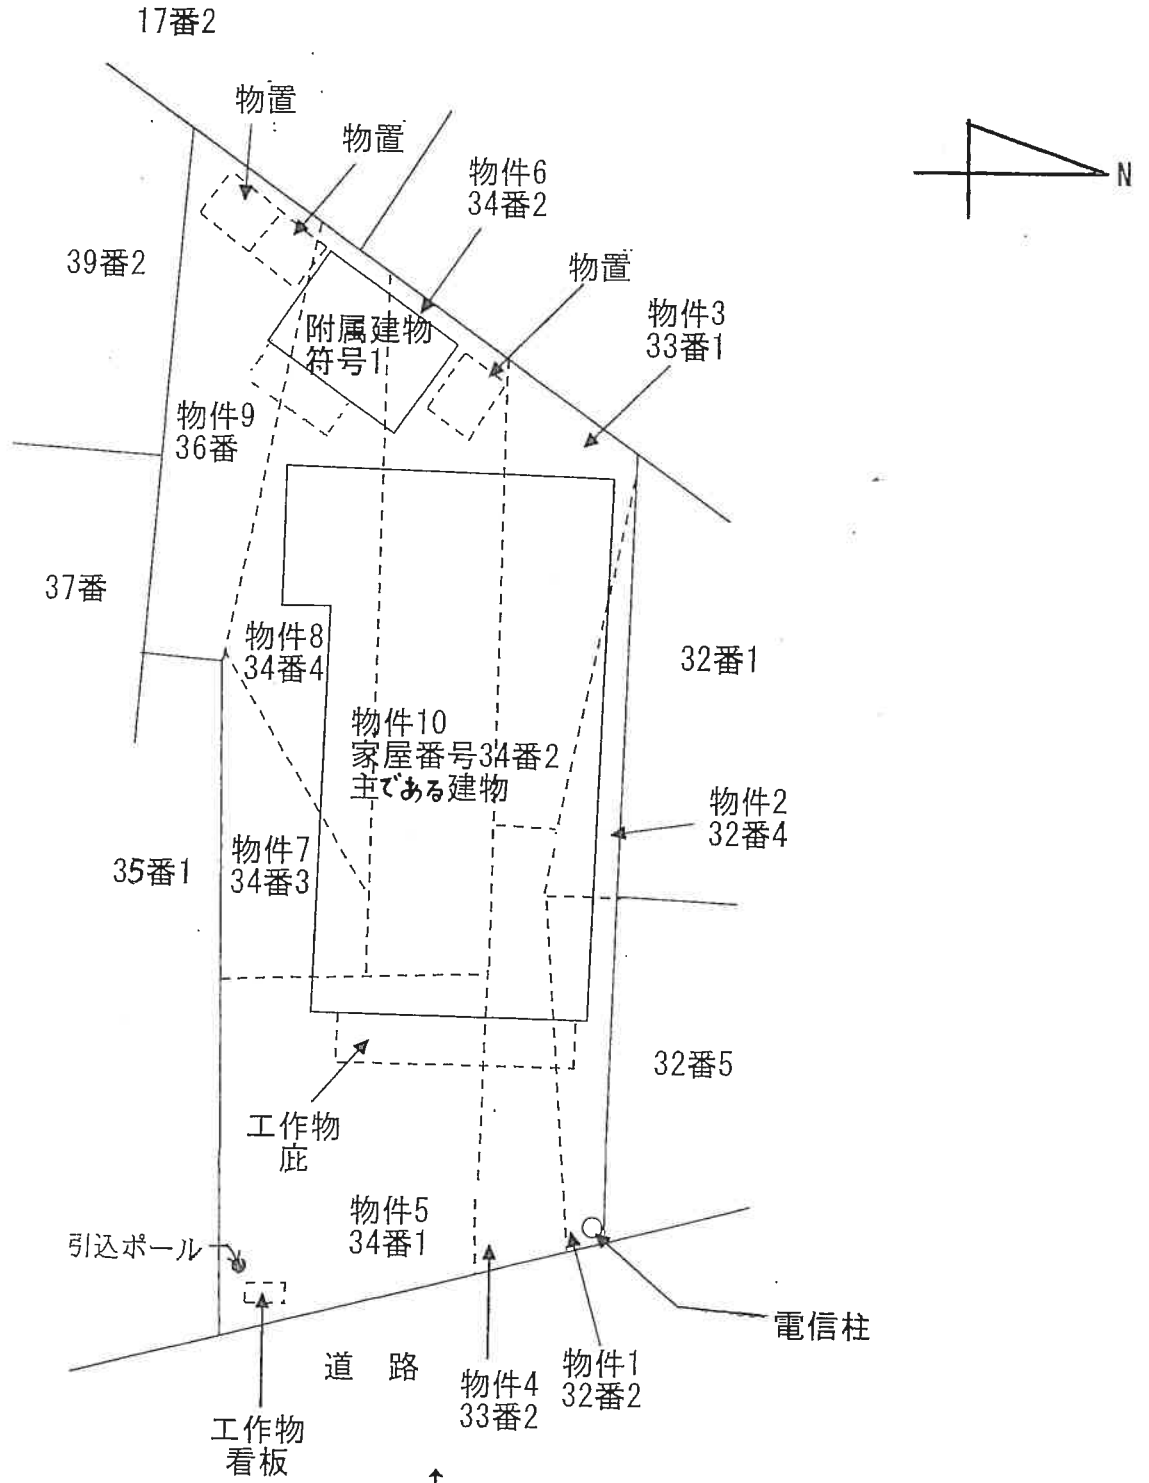 17番2
物置
物置
物件6
34番2
N
39番2
物置
物件3
33番1
附属建物
符号1
物件9
36番
37番
物件8
34番4
32番1
物件10
家屋番号34番2
主である建物
物件2
32番4
35番1
物件7
34番3
32番5
工作物
庇
物件5
34番1
引込ポール
電信柱
道 路
物件4
33番2
物件1
32番2
工作物
看板